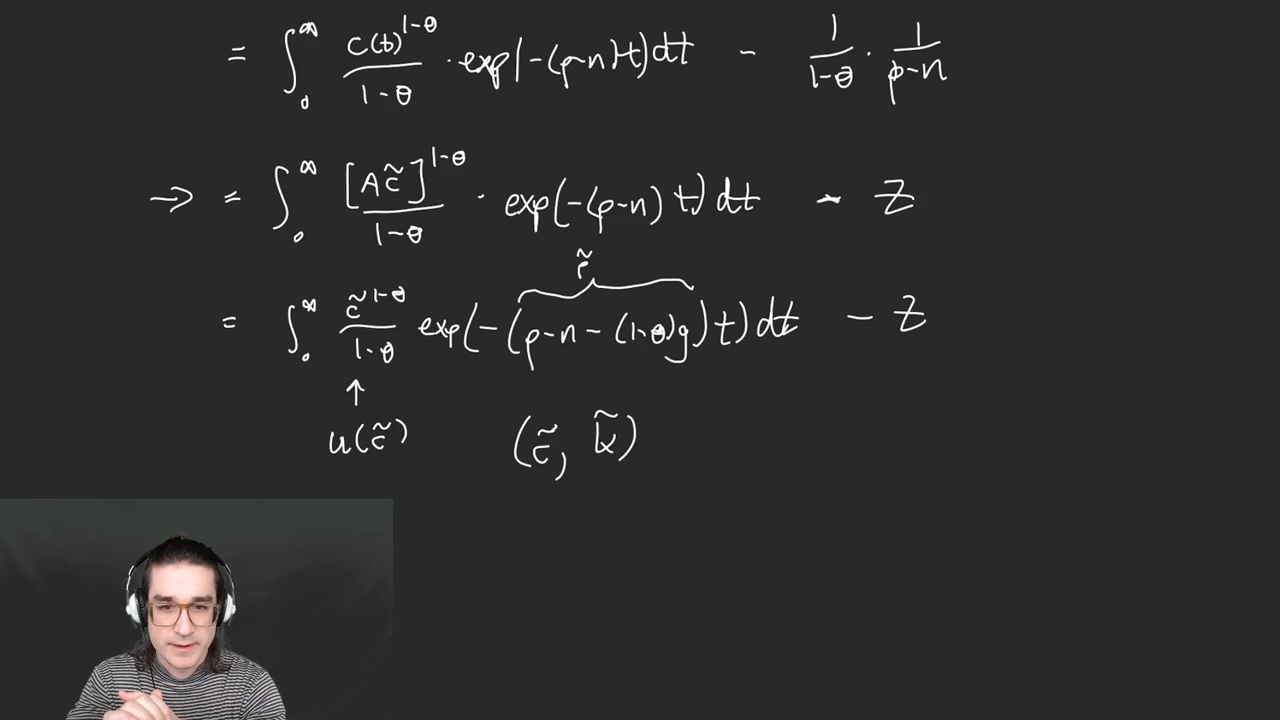 = ∫₀^∞ c(t)^{1-θ}/(1-θ) · exp(-(ρ-n)t)dt - 1/(1-θ) · 1/(ρ-n)
→ = ∫₀^∞ [Ac̃]^{1-θ}/(1-θ) · exp(-(ρ-n)t)dt - Z
ρ̃
= ∫₀^∞ c̃^{1-θ}/(1-θ) exp(-(ρ-n-(1-θ)g)t)dt - Z
↑
u(c̃) (c̃, k̃)